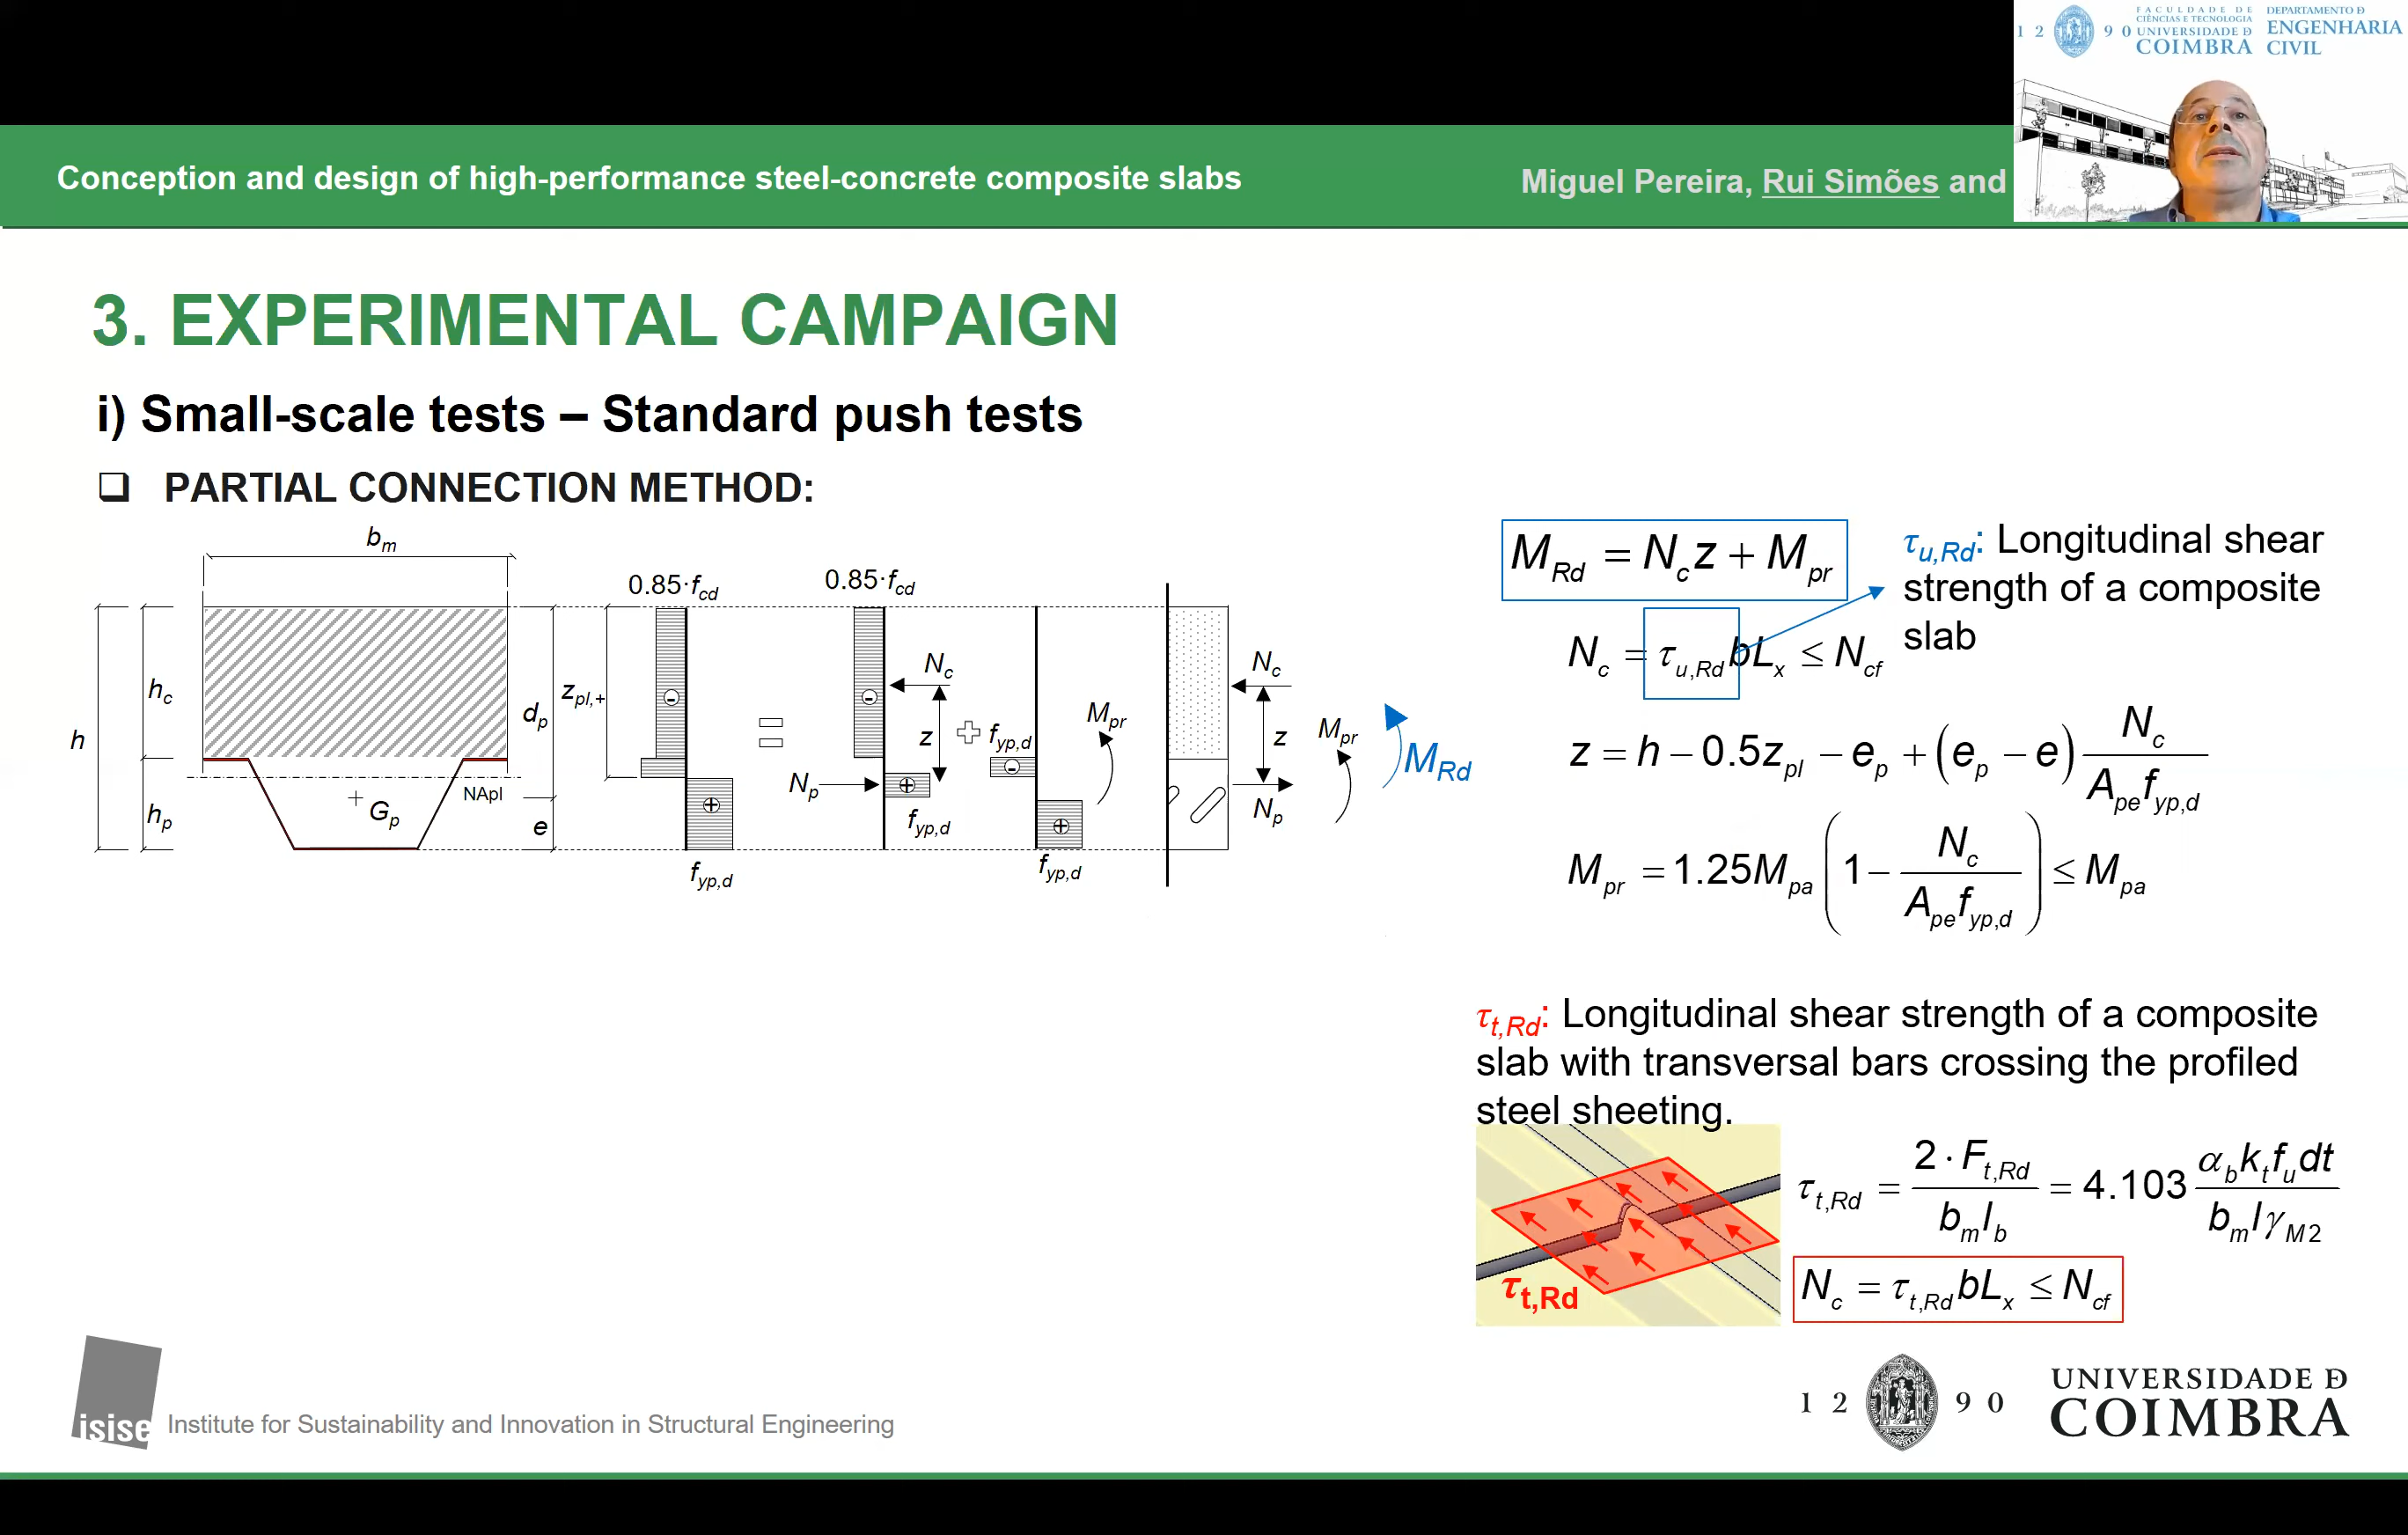 1 2 9 0
FACULDADE DE
CIÊNCIAS E TECNOLOGIA
UNIVERSIDADE Ð
COIMBRA
DEPARTAMENTO Ð
ENGENHARIA
CIVIL
Conception and design of high-performance steel-concrete composite slabs
Miguel Pereira, Rui Simões and
3. EXPERIMENTAL CAMPAIGN
i) Small-scale tests – Standard push tests
❑ PARTIAL CONNECTION METHOD:
b_m
h
h_c
h_p
G_p
NApl
d_p
e
z_pl,+
0.85·f_cd
-
+
f_yp,d
=
0.85·f_cd
-
N_c
z
N_p
+
f_yp,d
f_yp,d
-
+
f_yp,d
M_pr
N_c
z
N_p
M_pr
M_Rd
M_Rd = N_c z + M_pr
τ_u,Rd: Longitudinal shear
strength of a composite
slab
N_c = τ_u,Rd bL_x ≤ N_cf
z = h − 0.5z_pl − e_p + (e_p − e) N_c / A_pe f_yp,d
M_pr = 1.25M_pa (1 − N_c / A_pe f_yp,d) ≤ M_pa
τ_t,Rd: Longitudinal shear strength of a composite
slab with transversal bars crossing the profiled
steel sheeting.
τ_t,Rd
τ_t,Rd = 2·F_t,Rd / b_m l_b = 4.103 α_b k_t f_u dt / b_m l γ_M2
N_c = τ_t,Rd bL_x ≤ N_cf
isise Institute for Sustainability and Innovation in Structural Engineering
1 2 9 0
UNIVERSIDADE Ð
COIMBRA